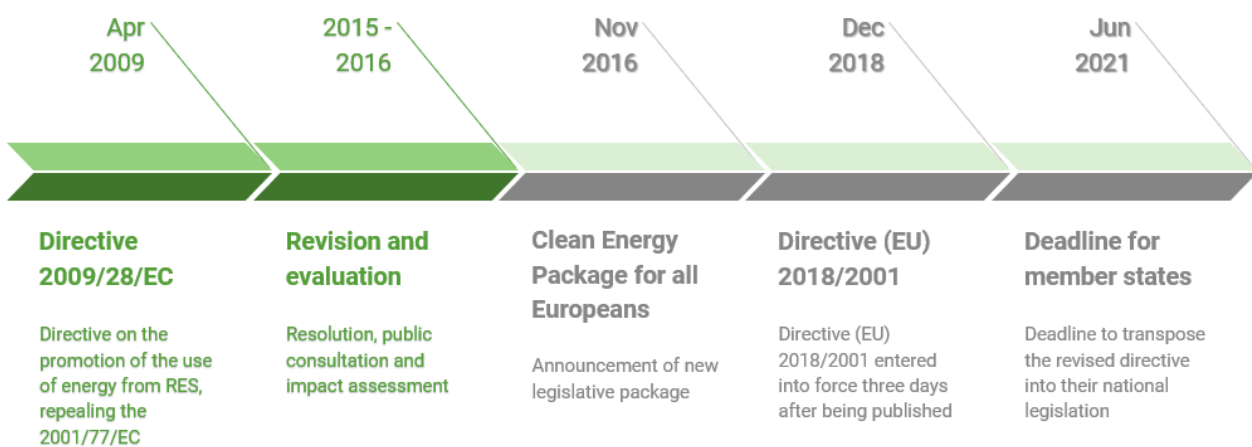 Apr
2009
2015 -
2016
Nov
2016
Dec
2018
Jun
2021
Directive
2009/28/EC
Directive on the
promotion of the use
of energy from RES,
repealing the
2001/77/EC
Revision and
evaluation
Resolution, public
consultation and
impact assessment
Clean Energy
Package for all
Europeans
Announcement of new
legislative package
Directive (EU)
2018/2001
Directive (EU)
2018/2001 entered
into force three days
after being published
Deadline for
member states
Deadline to transpose
the revised directive
into their national
legislation